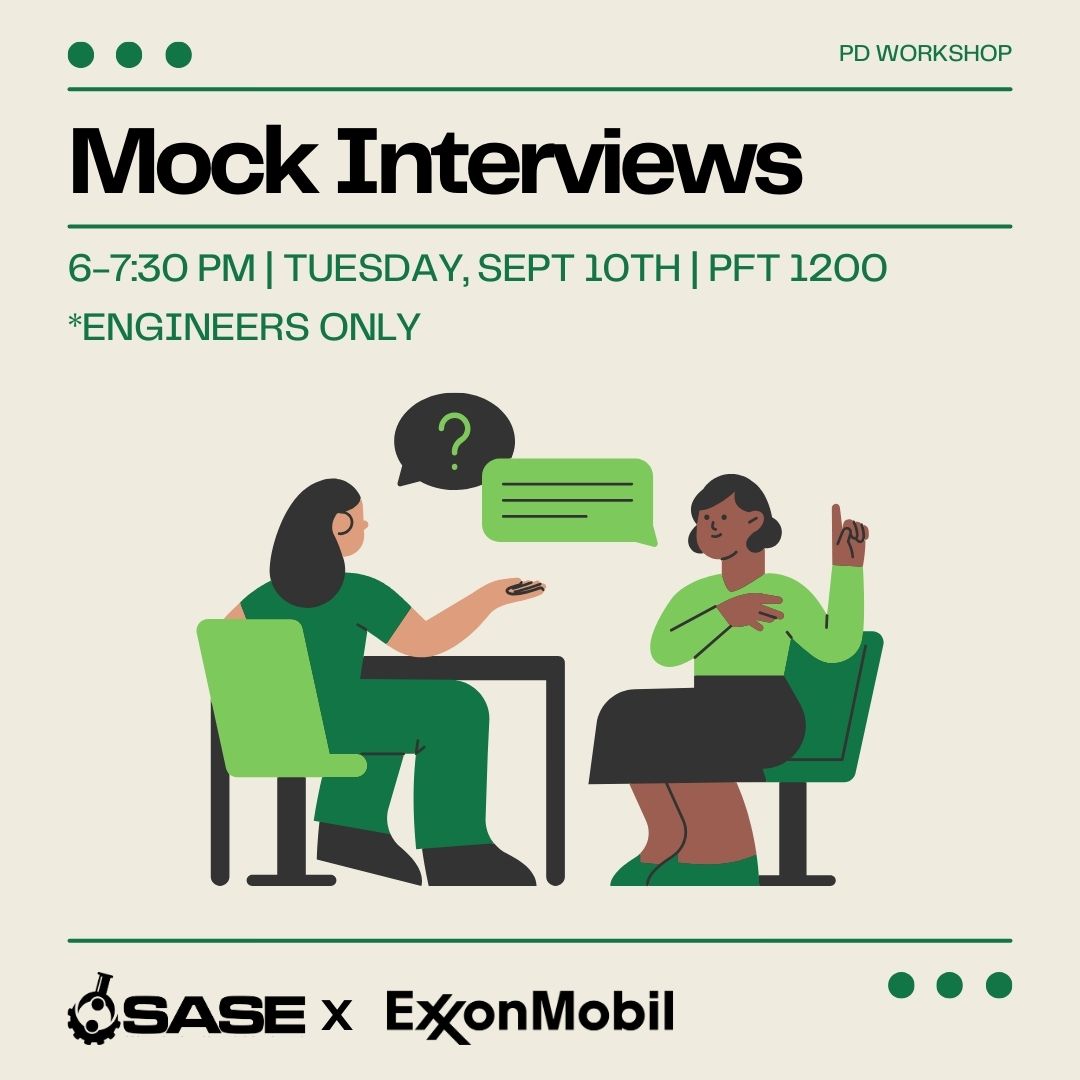 PD WORKSHOP
Mock Interviews
6-7:30 PM | TUESDAY, SEPT 10TH | PFT 1200
*ENGINEERS ONLY
?
SASE X ExxonMobil